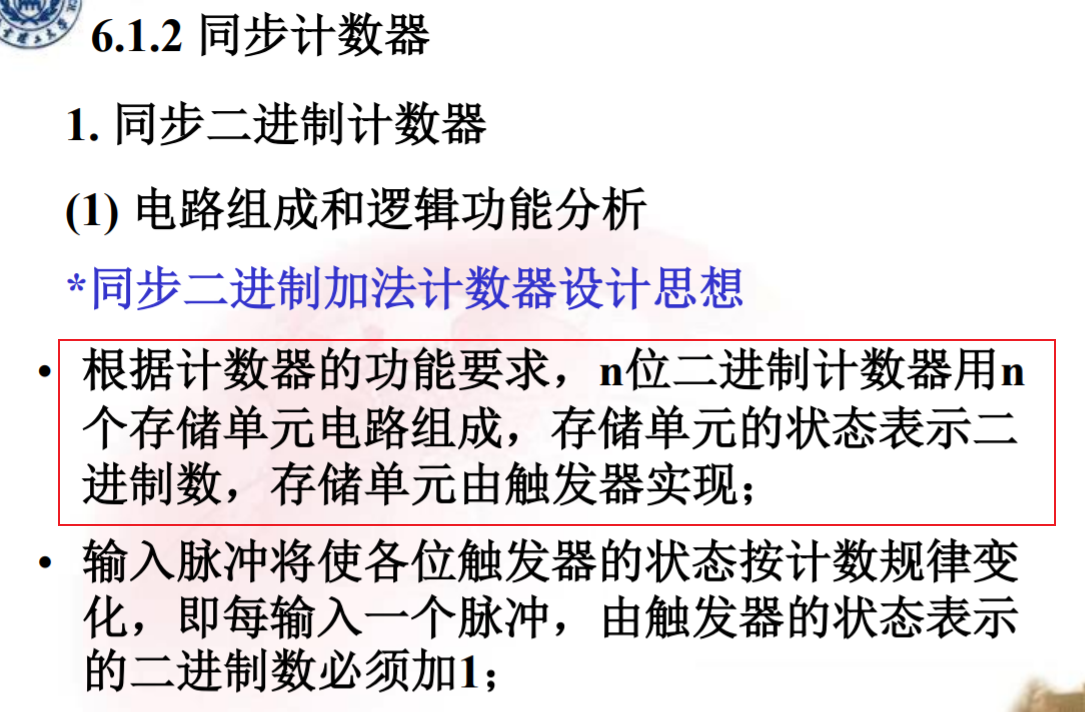 6.1.2 同步计数器
1. 同步二进制计数器
(1) 电路组成和逻辑功能分析
*同步二进制加法计数器设计思想
• 根据计数器的功能要求，n位二进制计数器用n
个存储单元电路组成，存储单元的状态表示二
进制数，存储单元由触发器实现；
• 输入脉冲将使各位触发器的状态按计数规律变
化，即每输入一个脉冲，由触发器的状态表示
的二进制数必须加1；